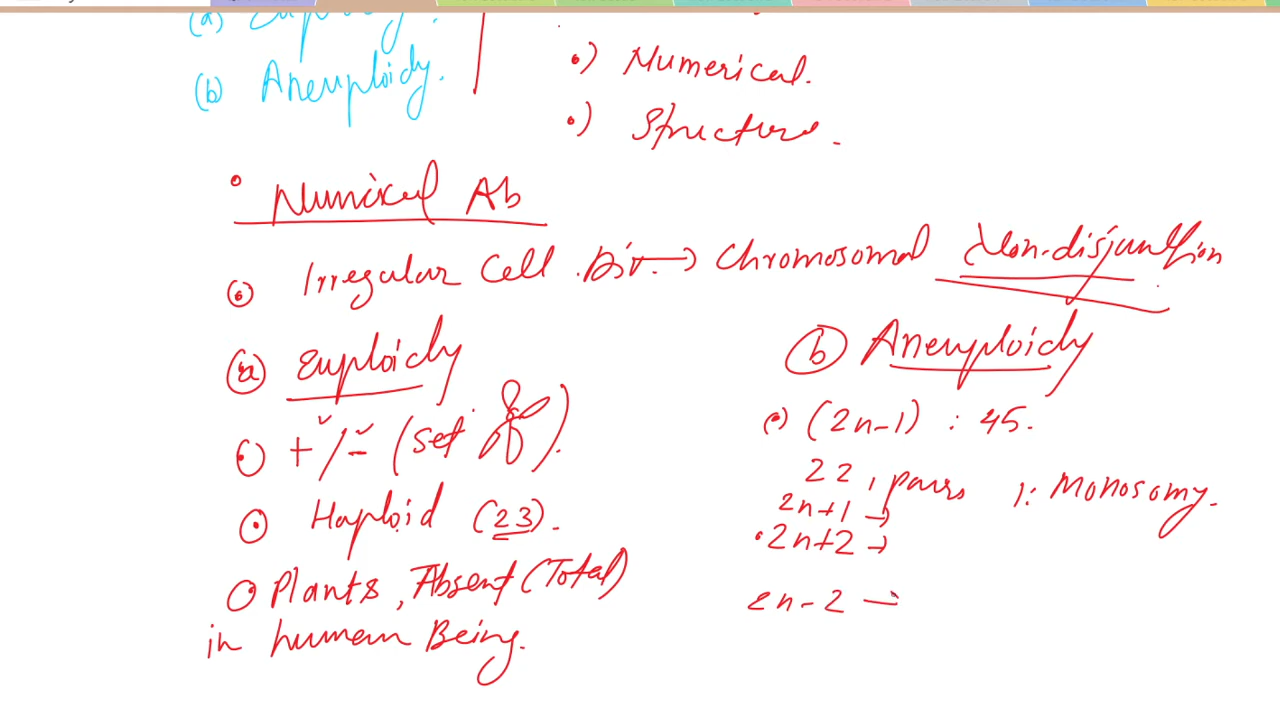 (b) Aneuploidy.
•) Numerical.
•) Structure.
• Numixcal Ab
Irregular Cell Div. → Chromosomal Non-disjunction
(a) Euploidy
+ / - (set of ).
Haploid (23).
Plants, Absent (Total)
in human Being.
(b) Aneuploidy
(2n-1) : 45.
22, pairs 1: Monosomy.
2n+1 →
• 2n+2 →
2n-2 →